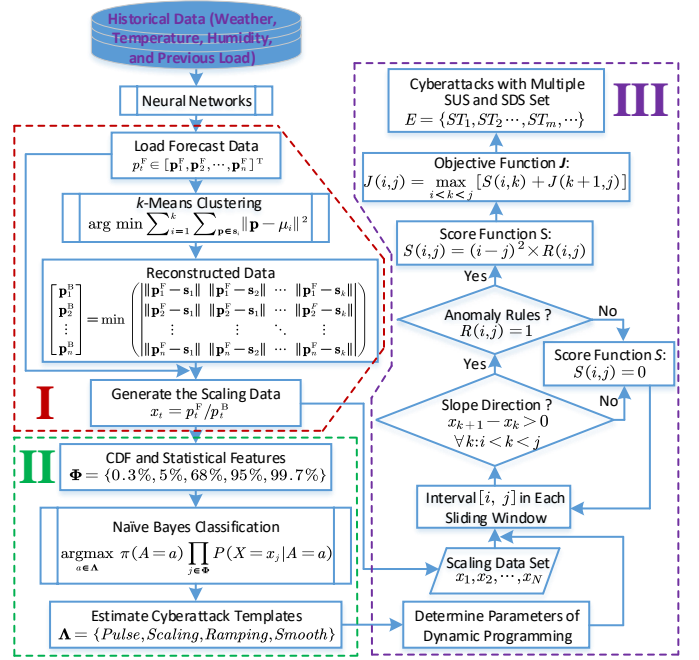 Historical Data (Weather,
Temperature, Humidity,
and Previous Load)
Neural Networks
Load Forecast Data
p_t^F ∈ [𝐩_1^F, 𝐩_2^F, ⋯, 𝐩_n^F]^T
k-Means Clustering
arg min ∑_{i=1}^k ∑_{𝐩∈𝐬_i} ‖𝐩 − μ_i‖^2
Reconstructed Data
[𝐩_1^B 𝐩_2^B ⋮ 𝐩_n^B] = min (| ‖𝐩_1^F − 𝐬_1‖ ‖𝐩_1^F − 𝐬_2‖ ⋯ ‖𝐩_1^F − 𝐬_k‖
‖𝐩_2^F − 𝐬_1‖ ‖𝐩_2^F − 𝐬_2‖ ⋯ ‖𝐩_2^F − 𝐬_k‖
⋮ ⋮ ⋱ ⋮
‖𝐩_n^F − 𝐬_1‖ ‖𝐩_n^F − 𝐬_2‖ ⋯ ‖𝐩_n^F − 𝐬_k‖ |)
I
Generate the Scaling Data
x_t = p_t^F / p_t^B
II
CDF and Statistical Features
𝚽 = {0.3%, 5%, 68%, 95%, 99.7%}
Naïve Bayes Classification
argmax_{a∈𝚲} π(A=a) ∏_{j∈𝚽} P(X=x_j|A=a)
Estimate Cyberattack Templates
𝚲 = {Pulse, Scaling, Ramping, Smooth}
III
Cyberattacks with Multiple
SUS and SDS Set
E = {ST_1, ST_2 ⋯, ST_m, ⋯}
Objective Function J:
J(i,j) = max_{i<k<j} [S(i,k) + J(k+1,j)]
Score Function S:
S(i,j) = (i−j)^2 × R(i,j)
Yes
Anomaly Rules ?
R(i,j) = 1
No
Score Function S:
S(i,j) = 0
Yes
Slope Direction ?
x_{k+1} − x_k > 0
∀k: i < k < j
No
Interval [i, j] in Each
Sliding Window
Scaling Data Set
x_1, x_2, ⋯, x_N
Determine Parameters of
Dynamic Programming